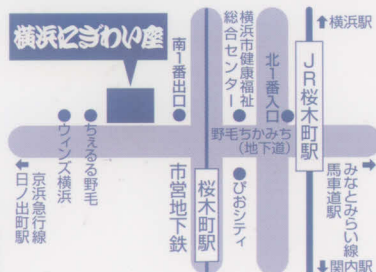 横浜にぎわい座
南1番出口
横浜市健康福祉
総合センター
北1番入口
JR桜木町駅
↑横浜駅
野毛ちかみち
(地下道)
ウィンズ横浜
ちぇるる野毛
市営地下鉄
桜木町駅
ぴおシティ
みなとみらい線
馬車道駅
←
京浜急行線
日ノ出町駅
↓関内駅